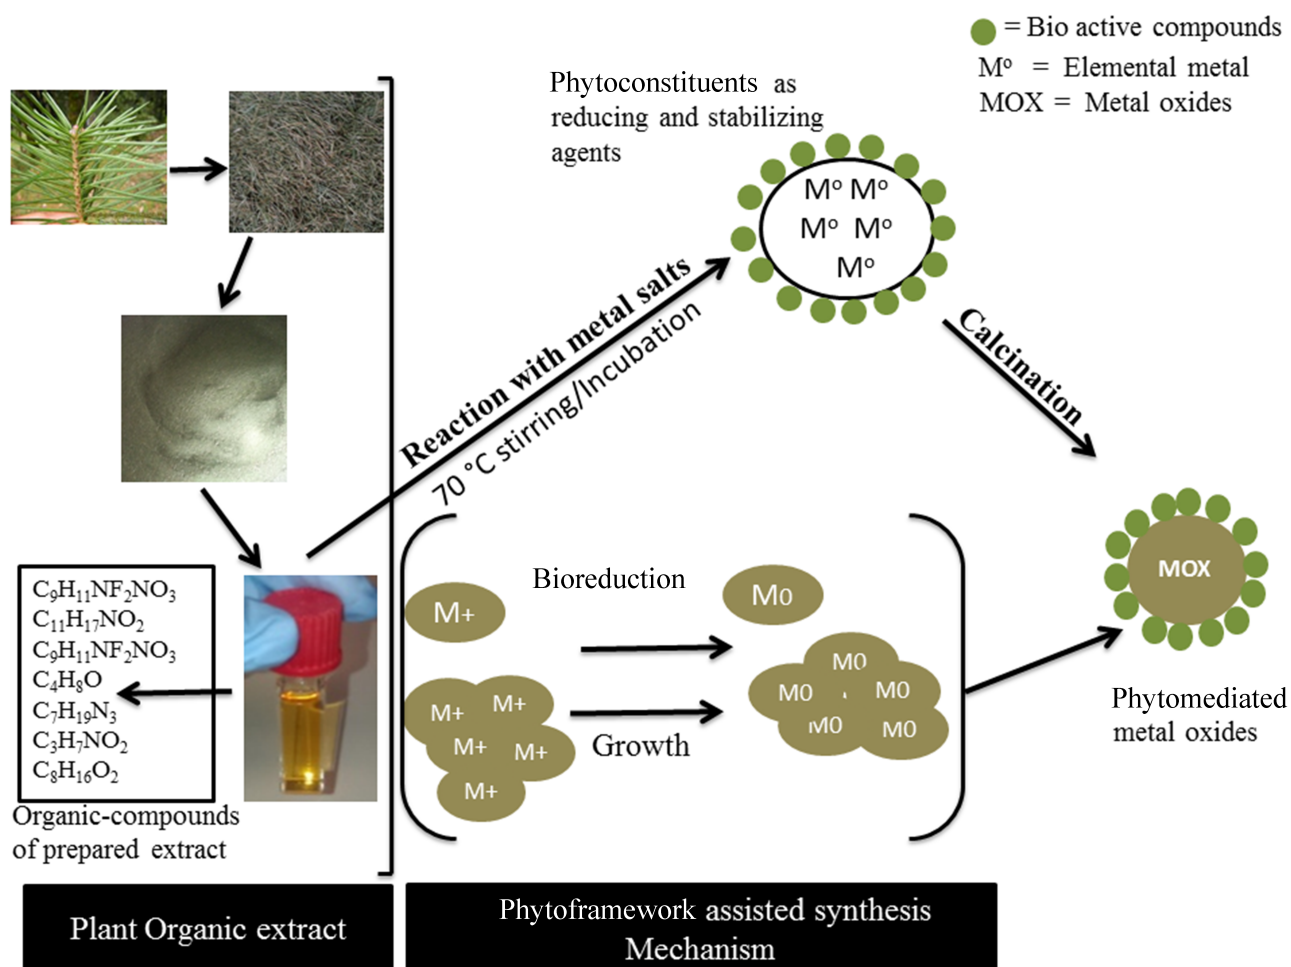 = Bio active compounds
Mº = Elemental metal
MOX = Metal oxides
Phytoconstituents as
reducing and stabilizing
agents
Mº Mº
Mº Mº
Mº
Reaction with metal salts
70 °C stirring/Incubation
Calcination
MOX
Phytomediated
metal oxides
C₉H₁₁NF₂NO₃
C₁₁H₁₇NO₂
C₉H₁₁NF₂NO₃
C₄H₈O
C₇H₁₉N₃
C₃H₇NO₂
C₈H₁₆O₂
Organic-compounds
of prepared extract
Bioreduction
M+
M0
Growth
M+ M+
M+ M+
M+
M0
M0 M0
M0 M0
Plant Organic extract
Phytoframework assisted synthesis
Mechanism